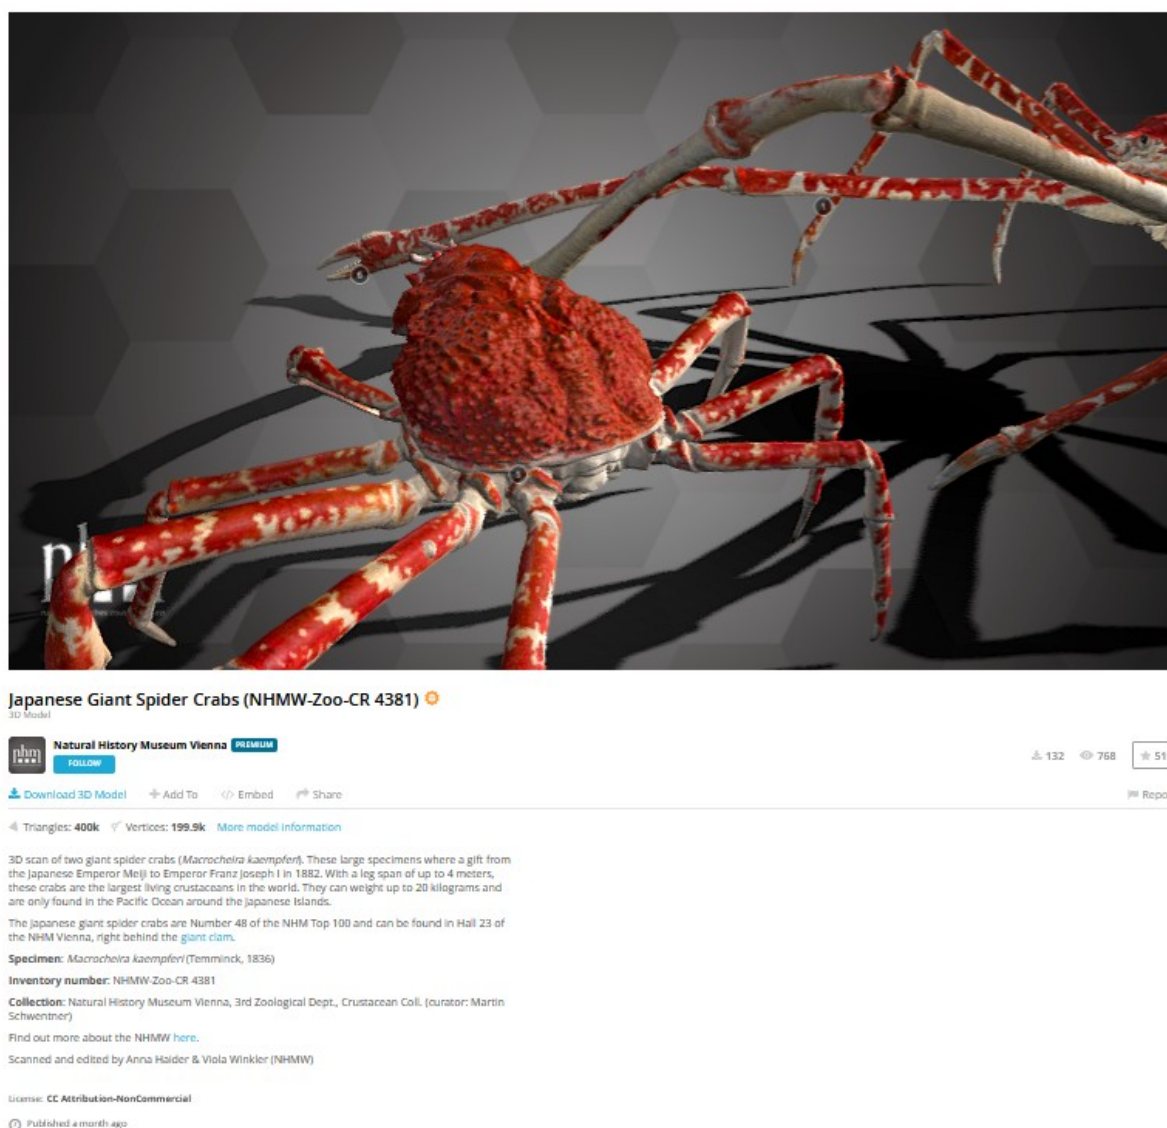 6
4
5
Japanese Giant Spider Crabs (NHMW-Zoo-CR 4381)
3D Model
nhm
Natural History Museum Vienna PREMIUM
FOLLOW
132 768 51
Download 3D Model Add To Embed Share
Repo
Triangles: 400k Vertices: 199.9k More model information
3D scan of two giant spider crabs (Macrocheira kaempferi). These large specimens where a gift from
the Japanese Emperor Meiji to Emperor Franz Joseph I in 1882. With a leg span of up to 4 meters,
these crabs are the largest living crustaceans in the world. They can weight up to 20 kilograms and
are only found in the Pacific Ocean around the Japanese Islands.
The Japanese giant spider crabs are Number 48 of the NHM Top 100 and can be found in Hall 23 of
the NHM Vienna, right behind the giant clam.
Specimen: Macrocheira kaempferi (Temminck, 1836)
Inventory number: NHMW-Zoo-CR 4381
Collection: Natural History Museum Vienna, 3rd Zoological Dept., Crustacean Coll. (curator: Martin
Schwentner)
Find out more about the NHMW here.
Scanned and edited by Anna Haider & Viola Winkler (NHMW)
License: CC Attribution-NonCommercial
Published a month ago